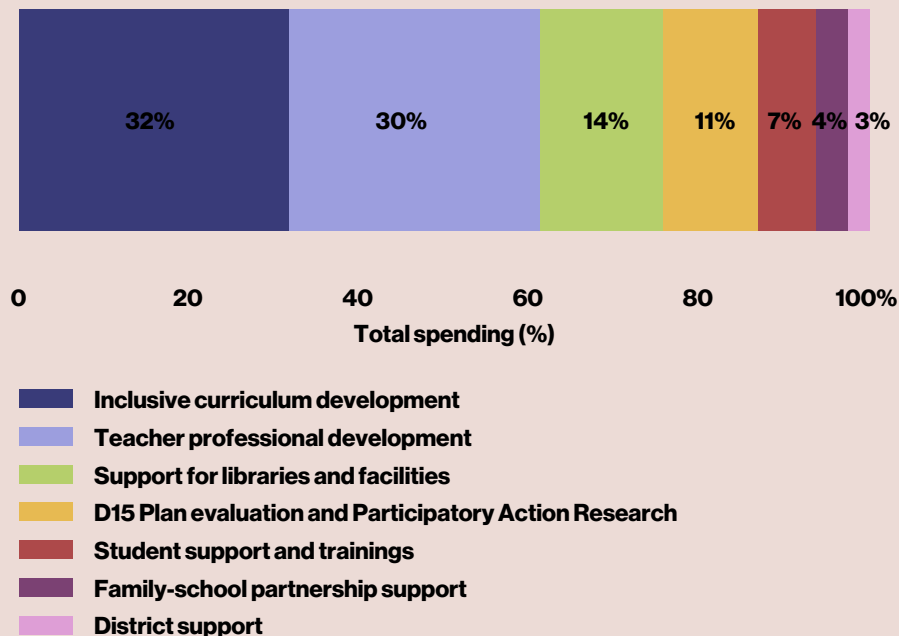 32% 30% 14% 11% 7% 4% 3%
0 20 40 60 80 100%
Total spending (%)
Inclusive curriculum development
Teacher professional development
Support for libraries and facilities
D15 Plan evaluation and Participatory Action Research
Student support and trainings
Family-school partnership support
District support